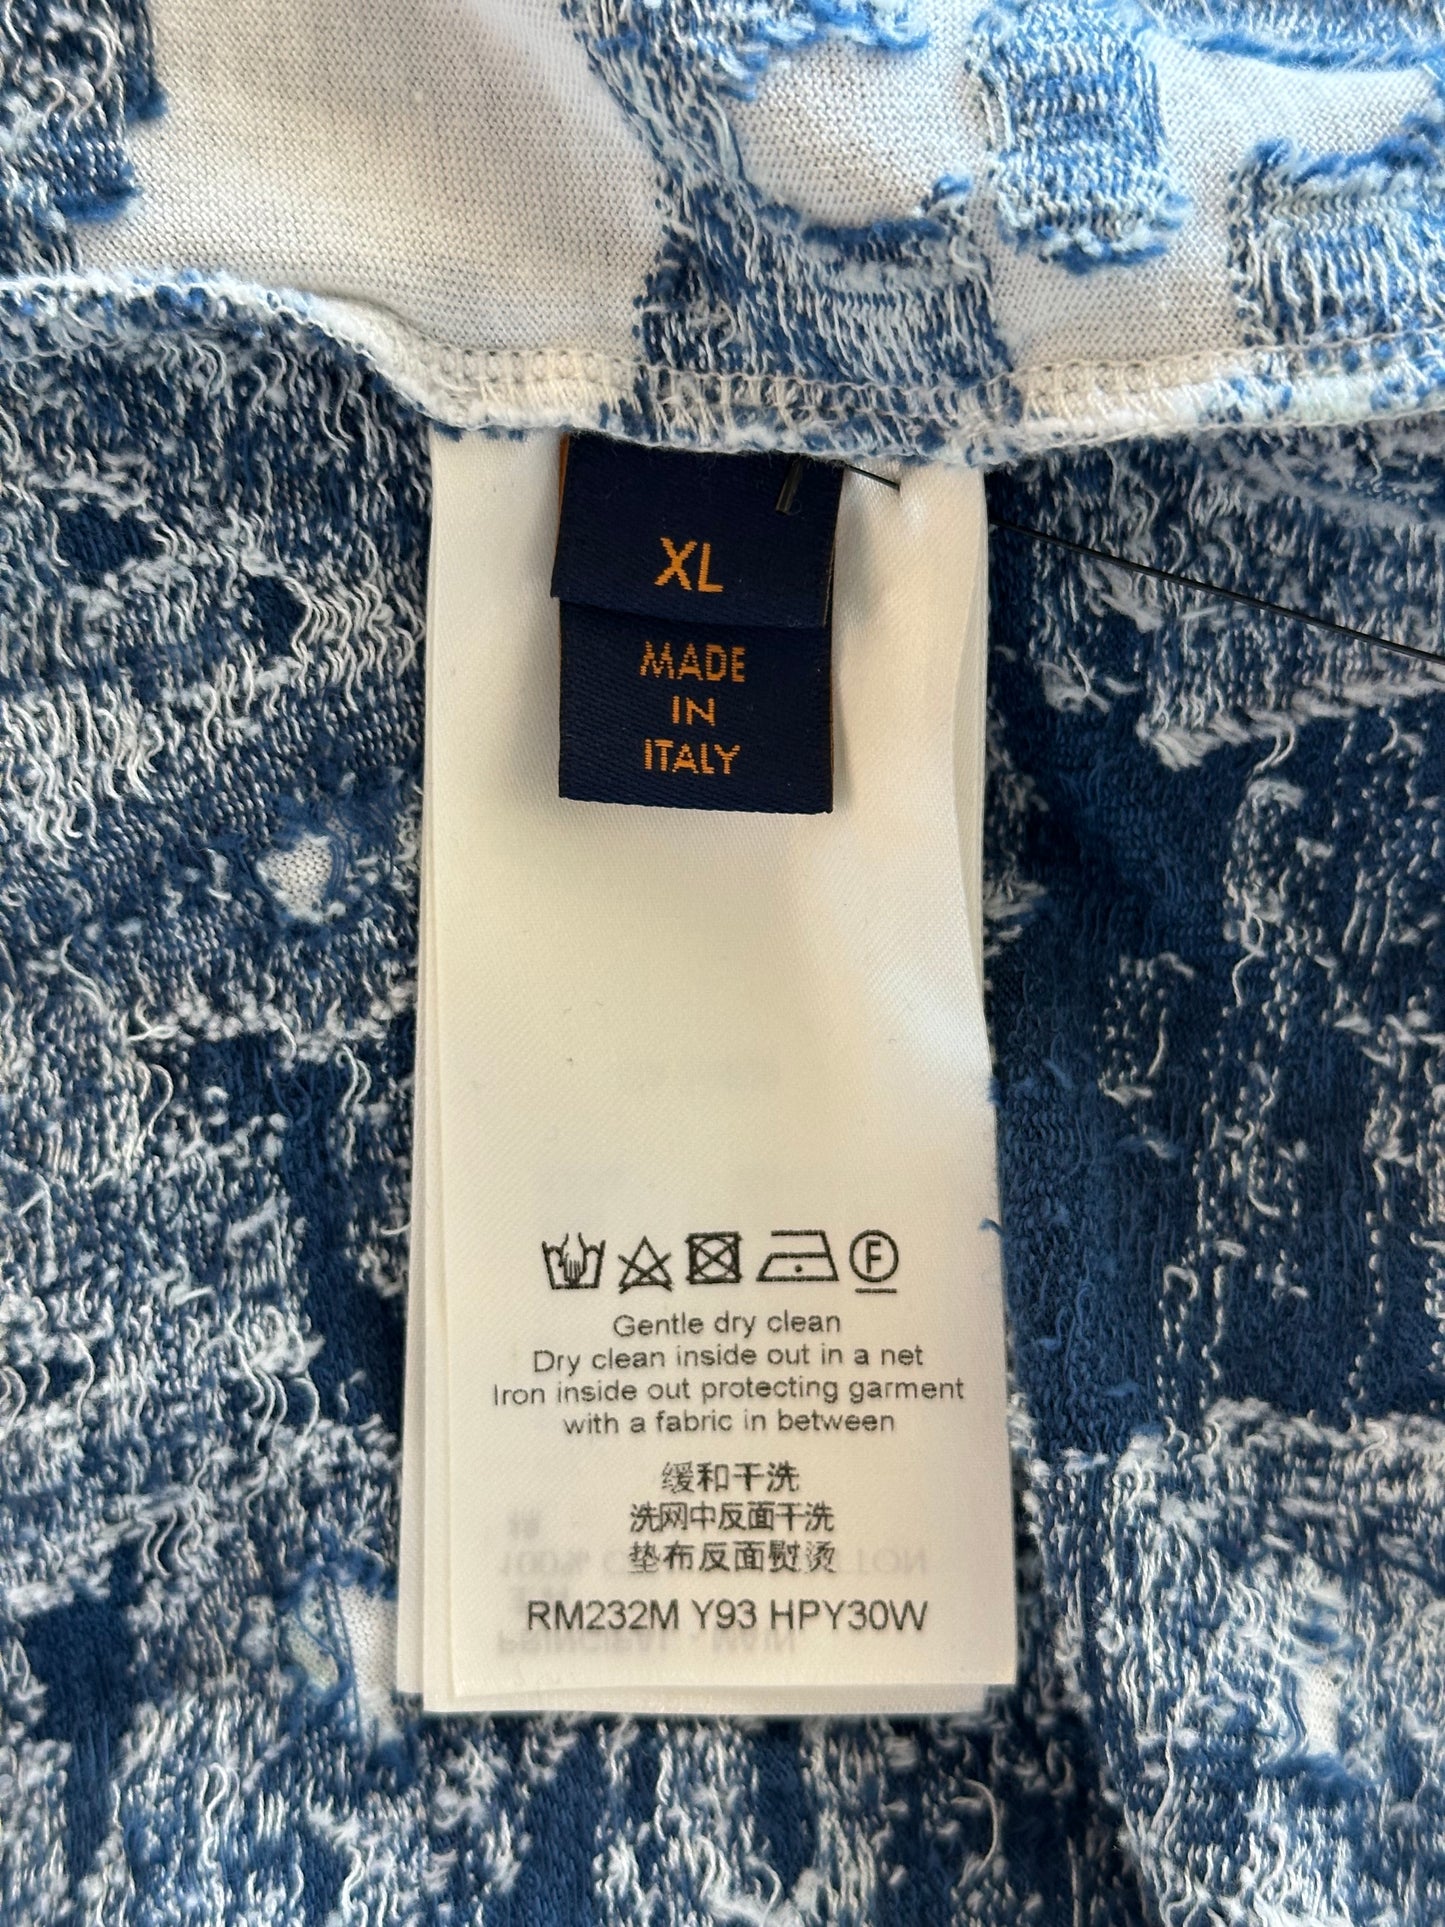 XL
MADE
IN
ITALY
F
Gentle dry clean
Dry clean inside out in a net
Iron inside out protecting garment
with a fabric in between
缓和干洗
洗网中反面干洗
垫布反面熨烫
RM232M Y93 HPY30W